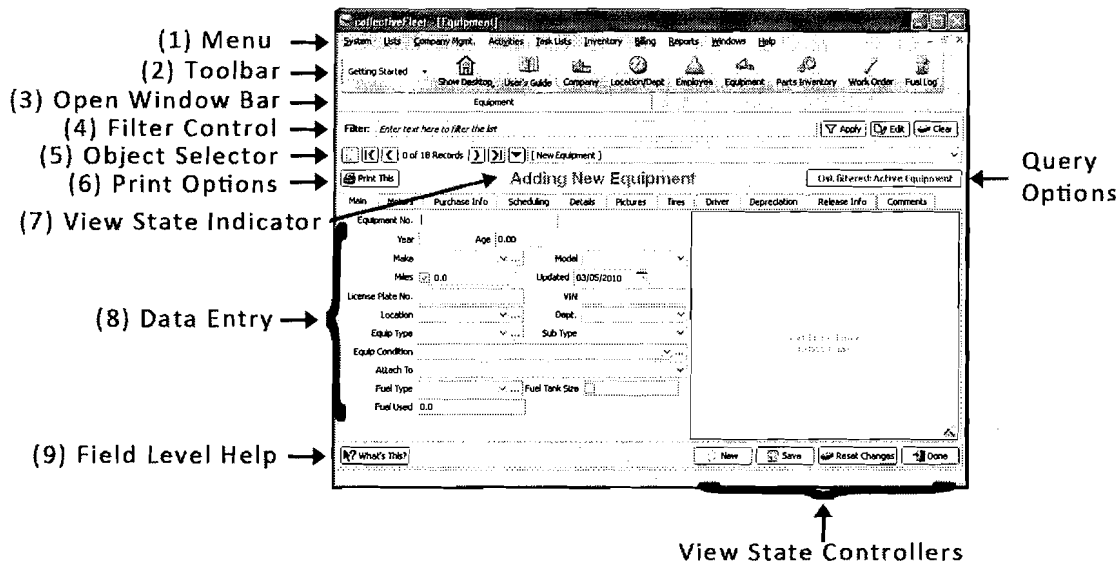 collectiveFleet - [Equipment]
(1) Menu
System Lists Company Mgmt. Activities Task Lists Inventory Billing Reports Windows Help
(2) Toolbar
Getting Started Show Desktop User's Guide Company Location/Dept Employee Equipment Parts Inventory Work Order Fuel Log
(3) Open Window Bar
Equipment
(4) Filter Control
Filter: Enter text here to filter the list Apply Edit Clear
(5) Object Selector
0 of 18 Records [ New Equipment ]
(6) Print Options
Print This Adding New Equipment filtered: Active Equipment
Query
Options
(7) View State Indicator
Main Meters Purchase Info Scheduling Details Pictures Tires Driver Depreciation Release Info Comments
Equipment No.
Year Age 0.00
Make ... Model
Miles 0.0 Updated 03/05/2010
License Plate No. VIN
(8) Data Entry
Location ... Dept.
Equip Type ... Sub Type
Equip Condition ...
Attach To
Fuel Type ... Fuel Tank Size
Fuel Used 0.0
(9) Field Level Help
What's This? New Save Reset Changes Done
View State Controllers